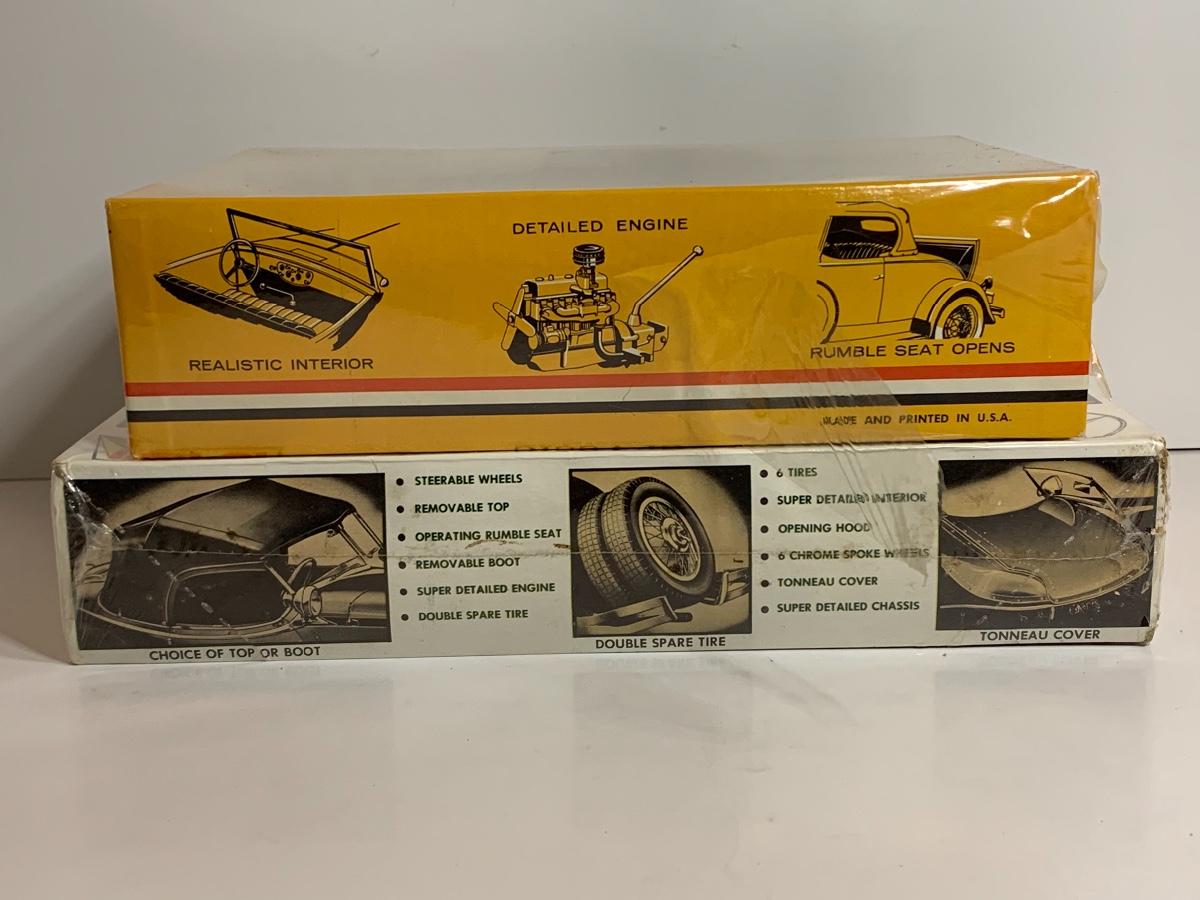 DETAILED ENGINE
REALISTIC INTERIOR
RUMBLE SEAT OPENS
MADE AND PRINTED IN U.S.A.
STEERABLE WHEELS
REMOVABLE TOP
OPERATING RUMBLE SEAT
REMOVABLE BOOT
SUPER DETAILED ENGINE
DOUBLE SPARE TIRE
6 TIRES
SUPER DETAILED INTERIOR
OPENING HOOD
6 CHROME SPOKE WHEELS
TONNEAU COVER
SUPER DETAILED CHASSIS
CHOICE OF TOP OR BOOT
DOUBLE SPARE TIRE
TONNEAU COVER